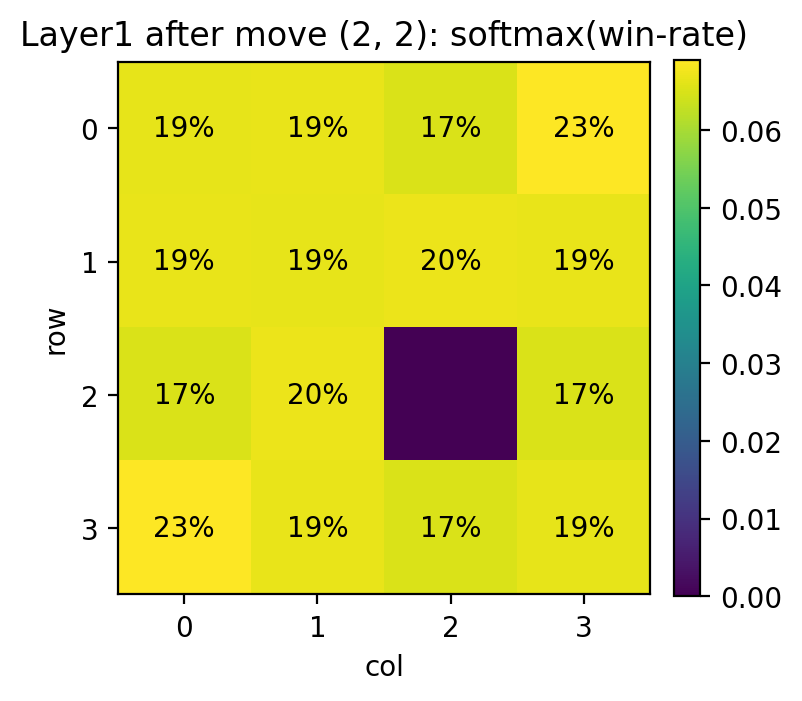 Layer1 after move (2, 2): softmax(win-rate)
0 19% 19% 17% 23%
1 19% 19% 20% 19%
2 17% 20% 17%
3 23% 19% 17% 19%
0 1 2 3
col
row
0.06
0.05
0.04
0.03
0.02
0.01
0.00